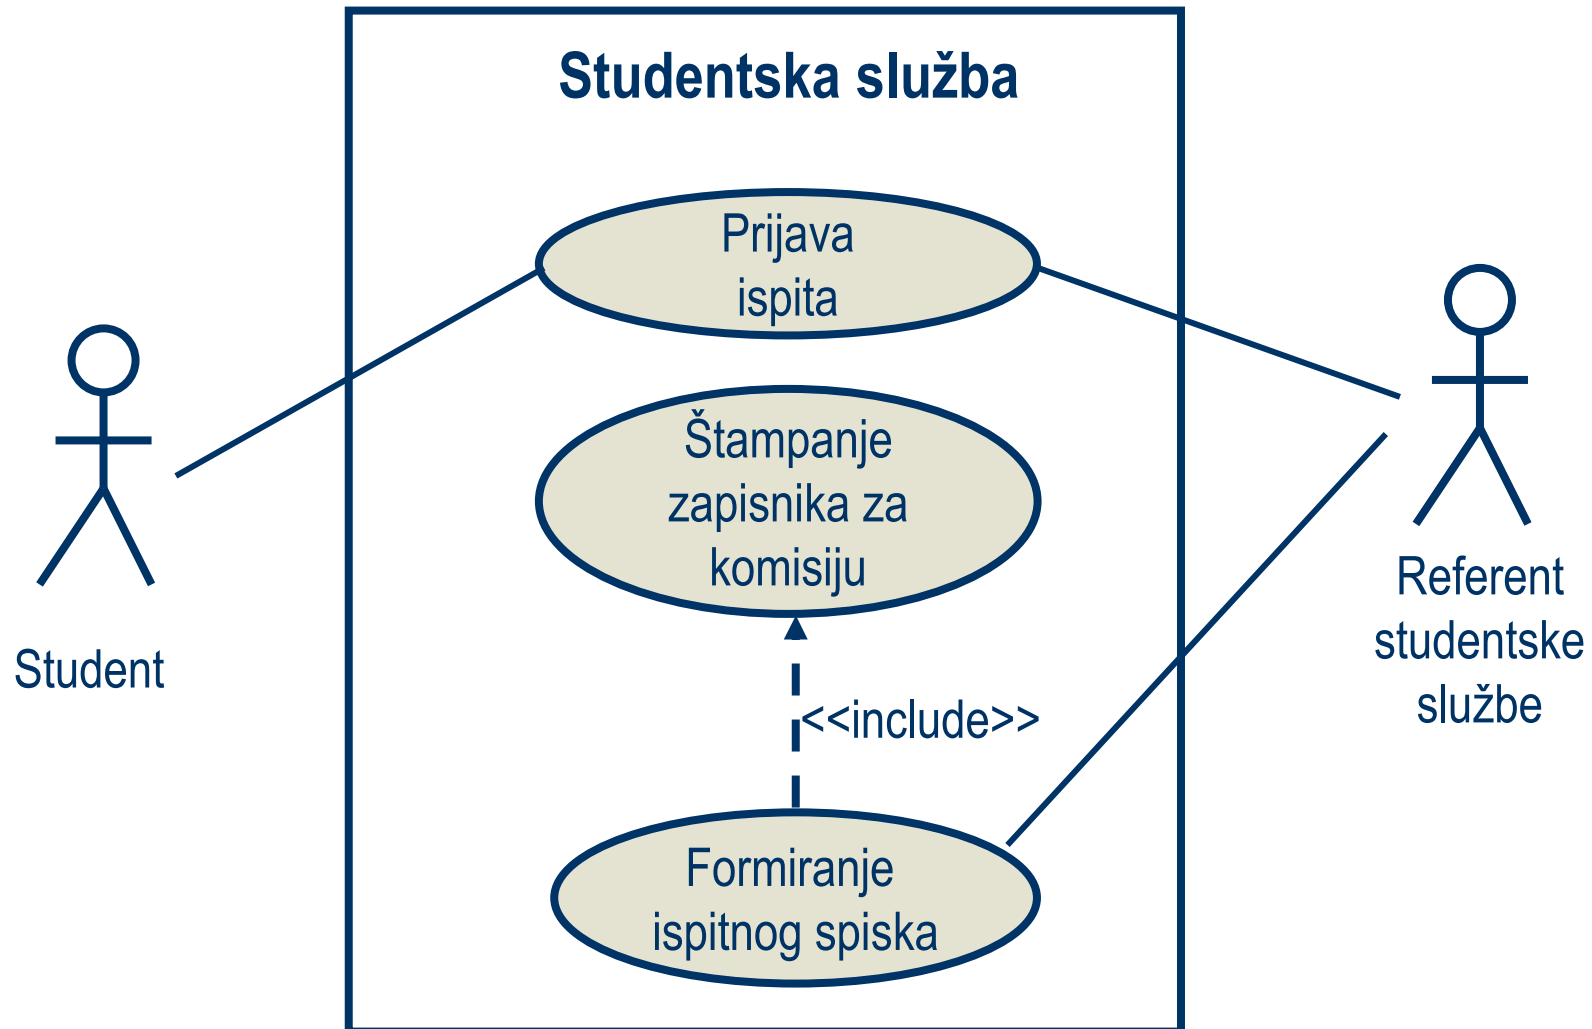 Studentska služba
Prijava
ispita
Štampanje
zapisnika za
komisiju
Student
Referent
studentske
službe
<<include>>
Formiranje
ispitnog spiska